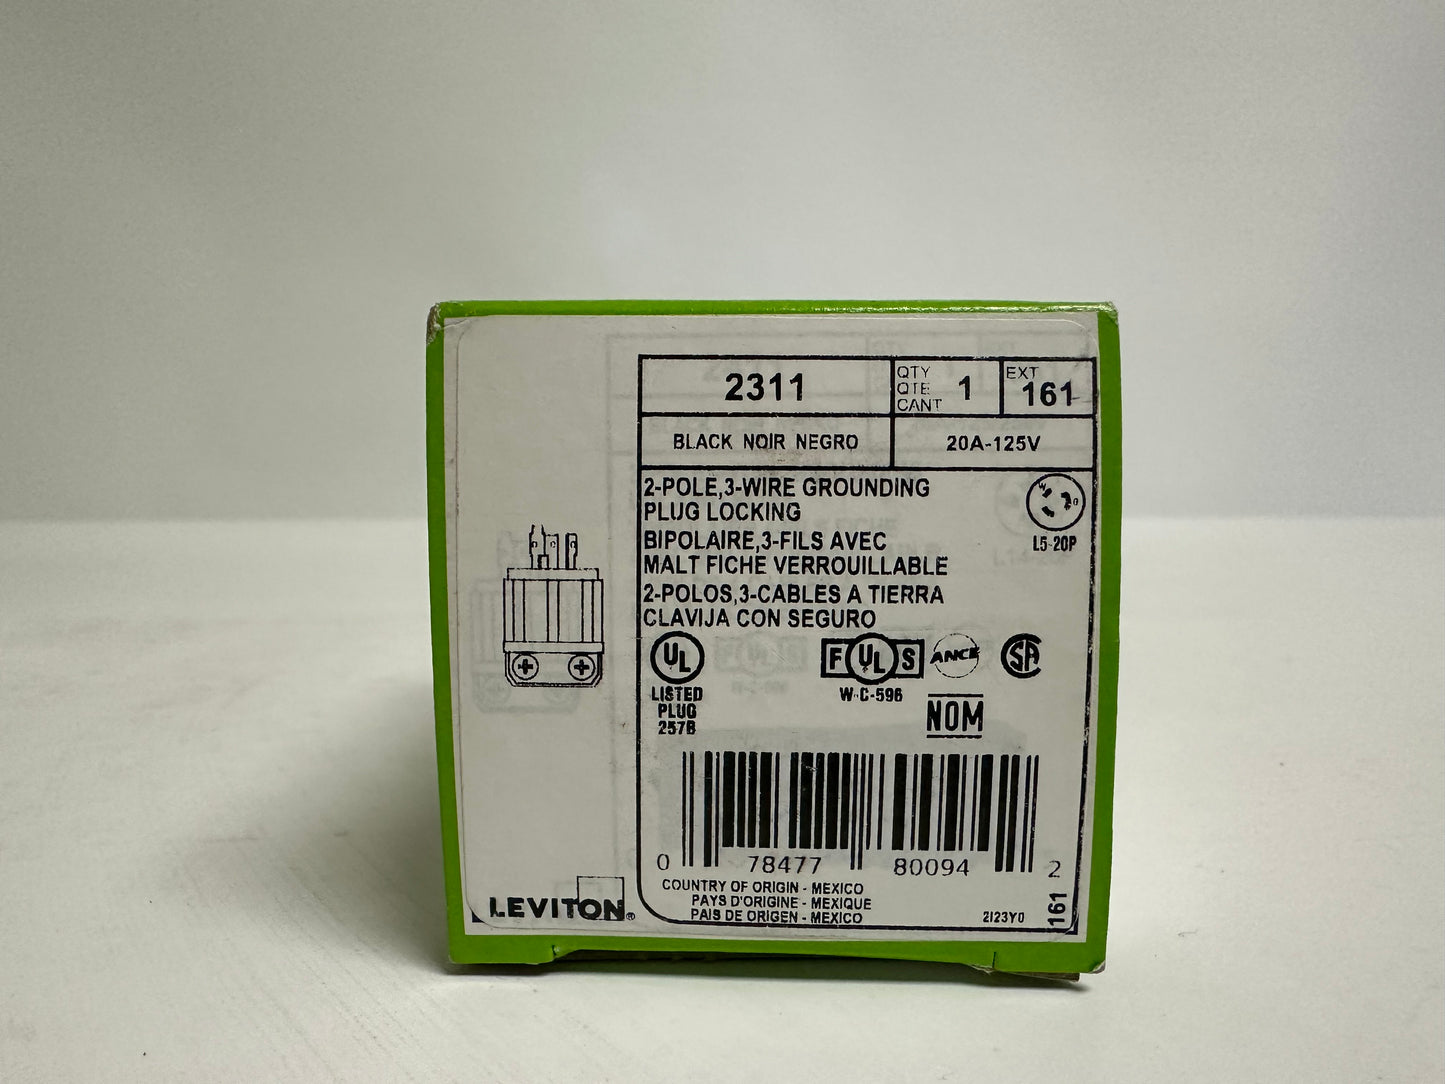 2311
QTY
QTE
CANT
1
EXT
161
BLACK NOIR NEGRO
20A-125V
2-POLE,3-WIRE GROUNDING
PLUG LOCKING
BIPOLAIRE,3-FILS AVEC
MALT FICHE VERROUILLABLE
2-POLOS,3-CABLES A TIERRA
CLAVIJA CON SEGURO
W
G
L5-20P
UL
LISTED
PLUG
257B
F UL S
W-C-596
ANCE
SA
NOM
0 78477 80094 2
COUNTRY OF ORIGIN - MEXICO
PAYS D'ORIGINE - MEXIQUE
PAIS DE ORIGEN - MEXICO
2I23Y0
161
LEVITON®